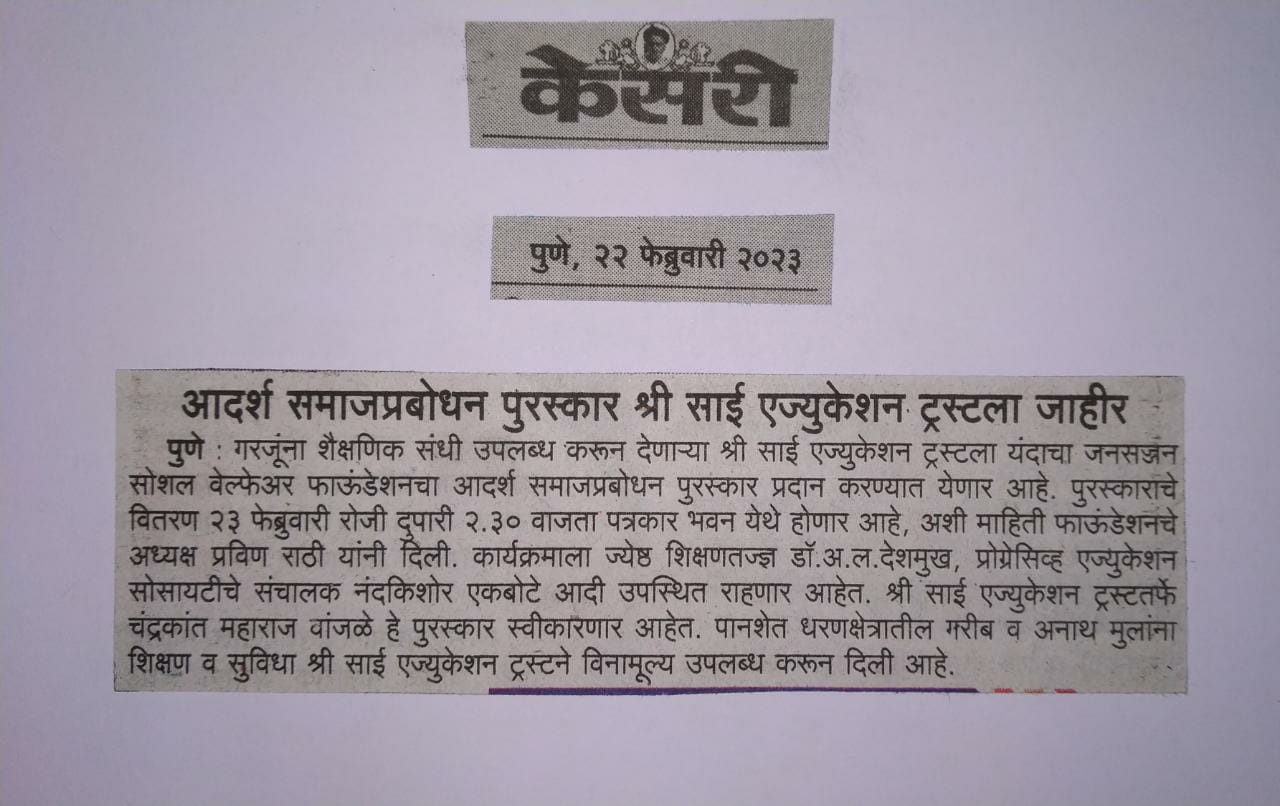 केसरी
पुणे, २२ फेब्रुवारी २०२३
आदर्श समाजप्रबोधन पुरस्कार श्री साई एज्युकेशन ट्रस्टला जाहीर
पुणे : गरजूंना शैक्षणिक संधी उपलब्ध करून देणाऱ्या श्री साई एज्युकेशन ट्रस्टला यंदाचा जनसज्जन
सोशल वेल्फेअर फाऊंडेशनचा आदर्श समाजप्रबोधन पुरस्कार प्रदान करण्यात येणार आहे. पुरस्काराचे
वितरण २३ फेब्रुवारी रोजी दुपारी २.३० वाजता पत्रकार भवन येथे होणार आहे, अशी माहिती फाऊंडेशनचे
अध्यक्ष प्रविण राठी यांनी दिली. कार्यक्रमाला ज्येष्ठ शिक्षणतज्ज्ञ डॉ.अ.ल.देशमुख, प्रोग्रेसिव्ह एज्युकेशन
सोसायटीचे संचालक नंदकिशोर एकबोटे आदी उपस्थित राहणार आहेत. श्री साई एज्युकेशन ट्रस्टतर्फे
चंद्रकांत महाराज वांजळे हे पुरस्कार स्वीकारणार आहेत. पानशेत धरणक्षेत्रातील गरीब व अनाथ मुलांना
शिक्षण व सुविधा श्री साई एज्युकेशन ट्रस्टने विनामूल्य उपलब्ध करून दिली आहे.